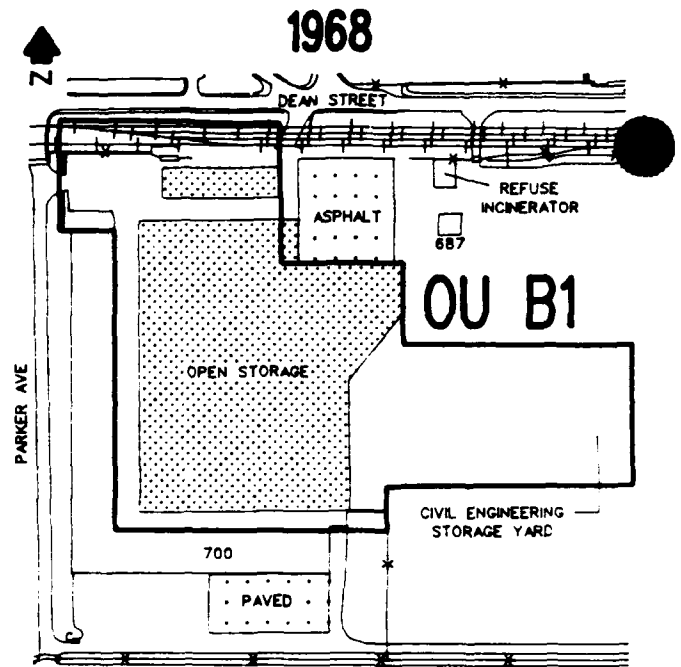 1968
N
DEAN STREET
ASPHALT
REFUSE
INCINERATOR
687
OU B1
OPEN STORAGE
PARKER AVE
CIVIL ENGINEERING
STORAGE YARD
700
PAVED